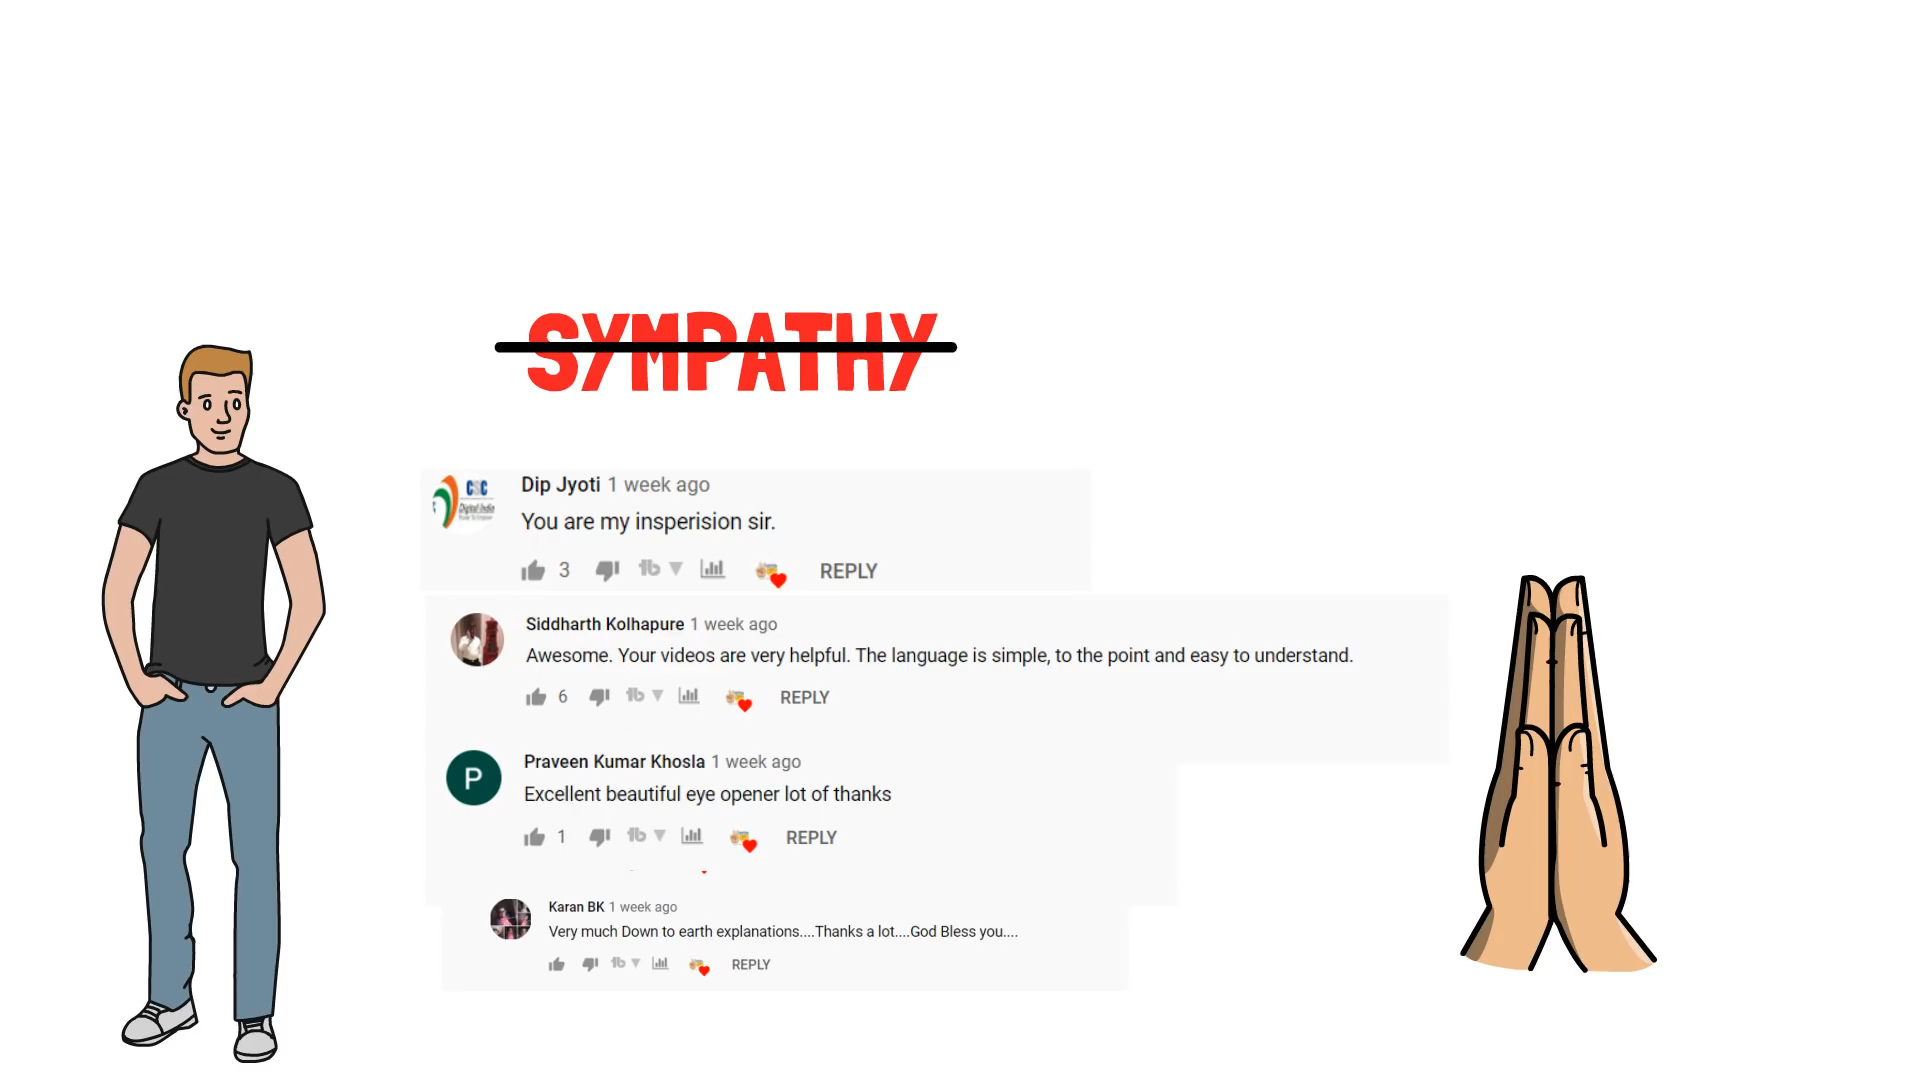 SYMPATHY
CSC
Digital India
Dip Jyoti 1 week ago
You are my insperision sir.
3 REPLY
Siddharth Kolhapure 1 week ago
Awesome. Your videos are very helpful. The language is simple, to the point and easy to understand.
6 REPLY
P
Praveen Kumar Khosla 1 week ago
Excellent beautiful eye opener lot of thanks
1 REPLY
Karan BK 1 week ago
Very much Down to earth explanations....Thanks a lot....God Bless you....
REPLY